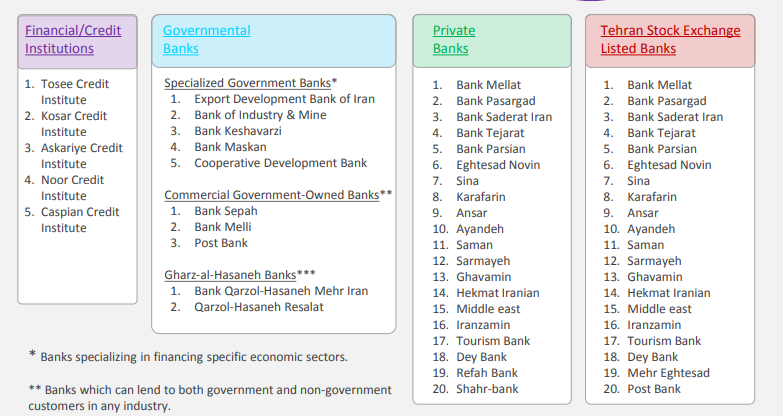 Financial/Credit
Institutions
1. Tosee Credit
Institute
2. Kosar Credit
Institute
3. Askariye Credit
Institute
4. Noor Credit
Institute
5. Caspian Credit
Institute
Governmental
Banks
Specialized Government Banks*
1. Export Development Bank of Iran
2. Bank of Industry & Mine
3. Bank Keshavarzi
4. Bank Maskan
5. Cooperative Development Bank
Commercial Government-Owned Banks**
1. Bank Sepah
2. Bank Melli
3. Post Bank
Gharz-al-Hasaneh Banks***
1. Bank Qarzol-Hasaneh Mehr Iran
2. Qarzol-Hasaneh Resalat
Private
Banks
1. Bank Mellat
2. Bank Pasargad
3. Bank Saderat Iran
4. Bank Tejarat
5. Bank Parsian
6. Eghtesad Novin
7. Sina
8. Karafarin
9. Ansar
10. Ayandeh
11. Saman
12. Sarmayeh
13. Ghavamin
14. Hekmat Iranian
15. Middle east
16. Iranzamin
17. Tourism Bank
18. Dey Bank
19. Refah Bank
20. Shahr-bank
Tehran Stock Exchange
Listed Banks
1. Bank Mellat
2. Bank Pasargad
3. Bank Saderat Iran
4. Bank Tejarat
5. Bank Parsian
6. Eghtesad Novin
7. Sina
8. Karafarin
9. Ansar
10. Ayandeh
11. Saman
12. Sarmayeh
13. Ghavamin
14. Hekmat Iranian
15. Middle east
16. Iranzamin
17. Tourism Bank
18. Dey Bank
19. Mehr Eghtesad
20. Post Bank
* Banks specializing in financing specific economic sectors.
** Banks which can lend to both government and non-government
customers in any industry.